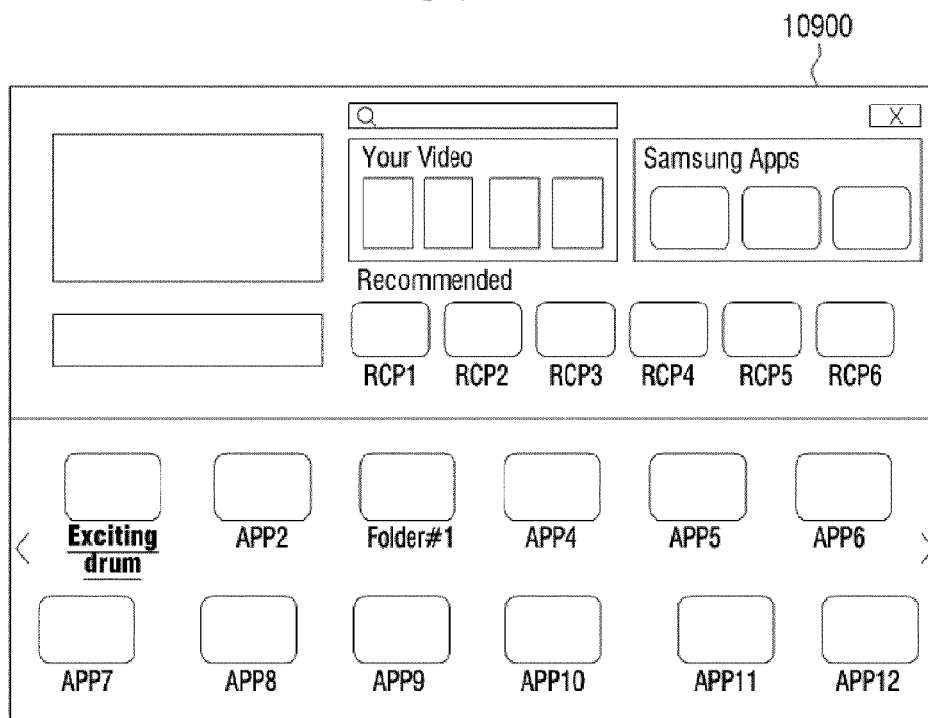 10900
X
Your Video
Samsung Apps
Recommended
RCP1 RCP2 RCP3 RCP4 RCP5 RCP6
Exciting drum APP2 Folder#1 APP4 APP5 APP6
APP7 APP8 APP9 APP10 APP11 APP12